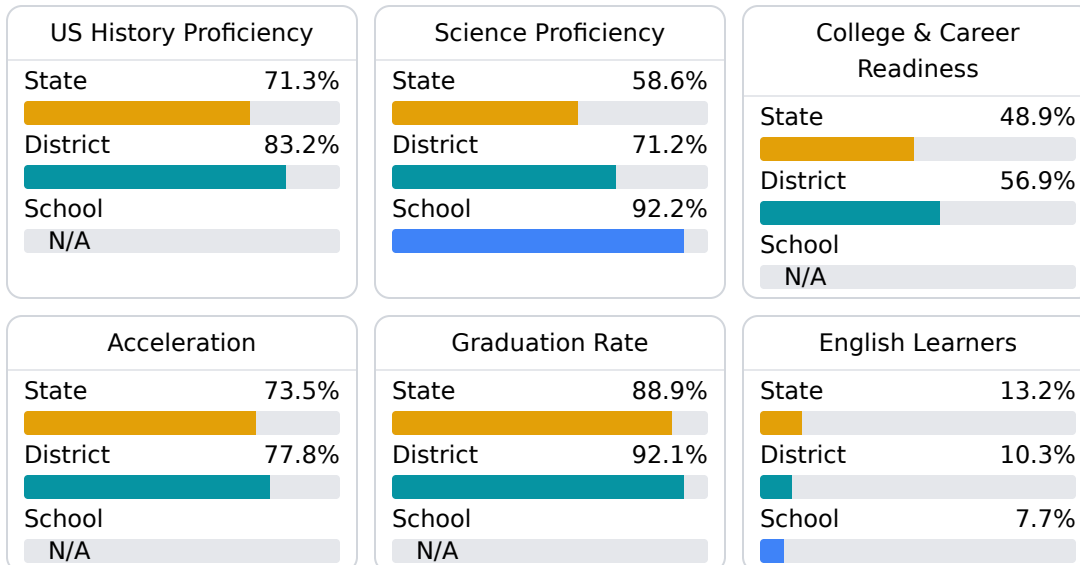 US History Proficiency
State 71.3%
District 83.2%
School
N/A
Science Proficiency
State 58.6%
District 71.2%
School 92.2%
College & Career
Readiness
State 48.9%
District 56.9%
School
N/A
Acceleration
State 73.5%
District 77.8%
School
N/A
Graduation Rate
State 88.9%
District 92.1%
School
N/A
English Learners
State 13.2%
District 10.3%
School 7.7%